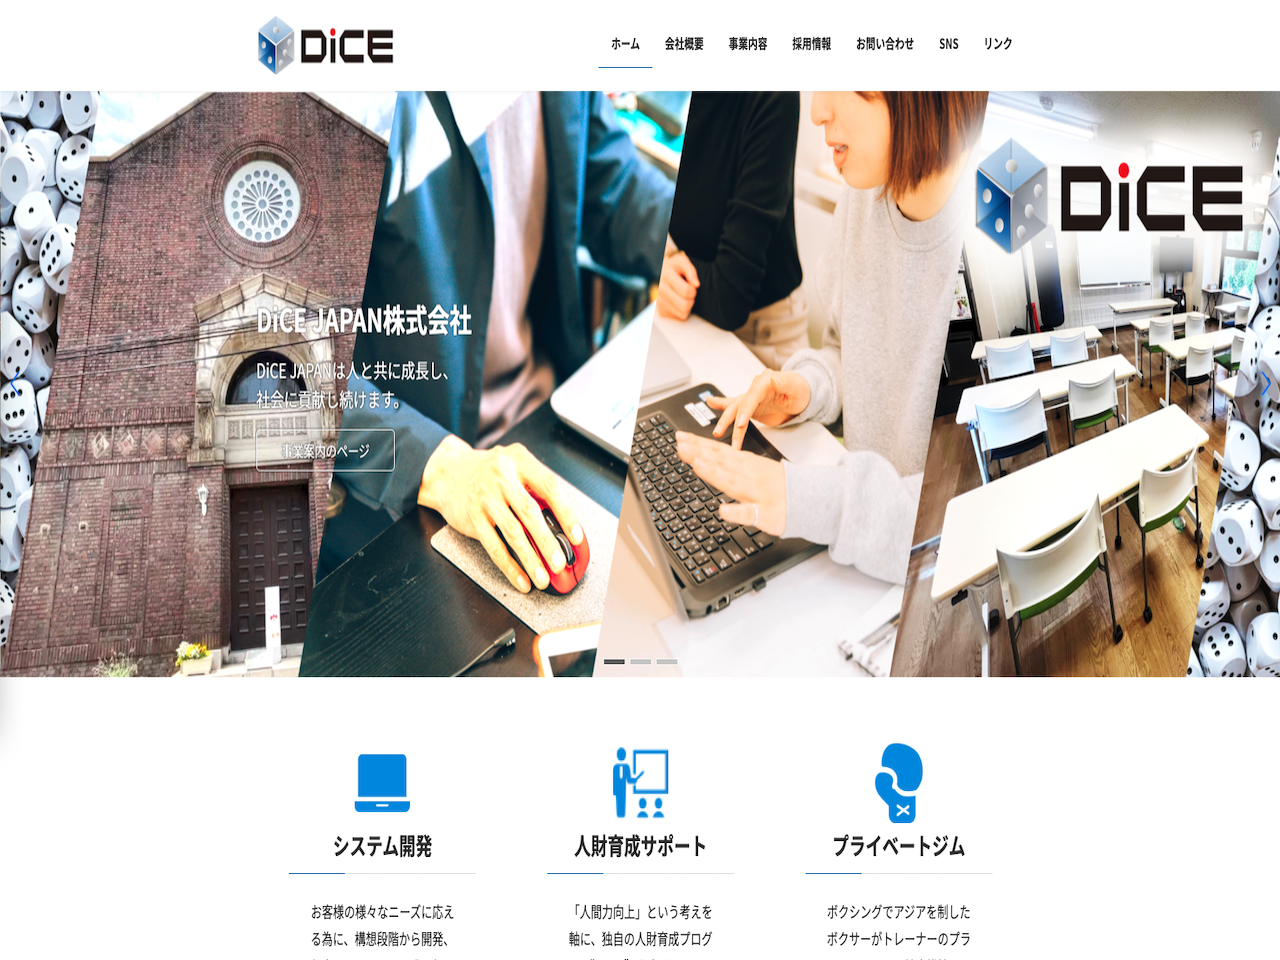 DiCE
ホーム 会社概要 事業内容 採用情報 お問い合わせ SNS リンク
DiCE
DiCE JAPAN株式会社
DiCE JAPANは人と共に成長し、
社会に貢献し続けます。
事業案内のページ
システム開発 人財育成サポート プライベートジム
お客様の様々なニーズに応え
る為に、構想段階から開発、
「人間力向上」という考えを
軸に、独自の人財育成プログ
ボクシングでアジアを制した
ボクサーがトレーナーのプラ